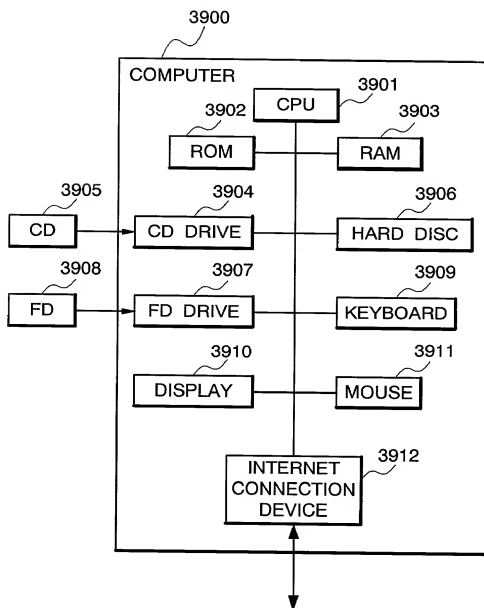 3900
COMPUTER
3901
CPU
3902
3903
ROM
RAM
3905
3904
3906
CD
CD DRIVE
HARD DISC
3908
3907
3909
FD
FD DRIVE
KEYBOARD
3910
3911
DISPLAY
MOUSE
3912
INTERNET
CONNECTION
DEVICE